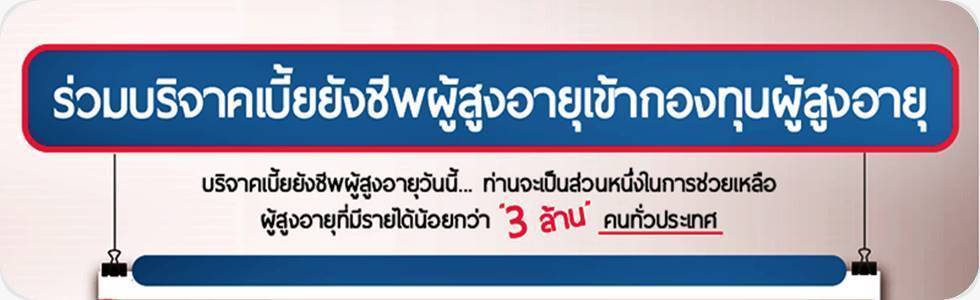 ร่วมบริจาคเบี้ยยังชีพผู้สูงอายุเข้ากองทุนผู้สูงอายุ
บริจาคเบี้ยยังชีพผู้สูงอายุวันนี้... ท่านจะเป็นส่วนหนึ่งในการช่วยเหลือ
ผู้สูงอายุที่มีรายได้น้อยกว่า "3 ล้าน" คนทั่วประเทศ